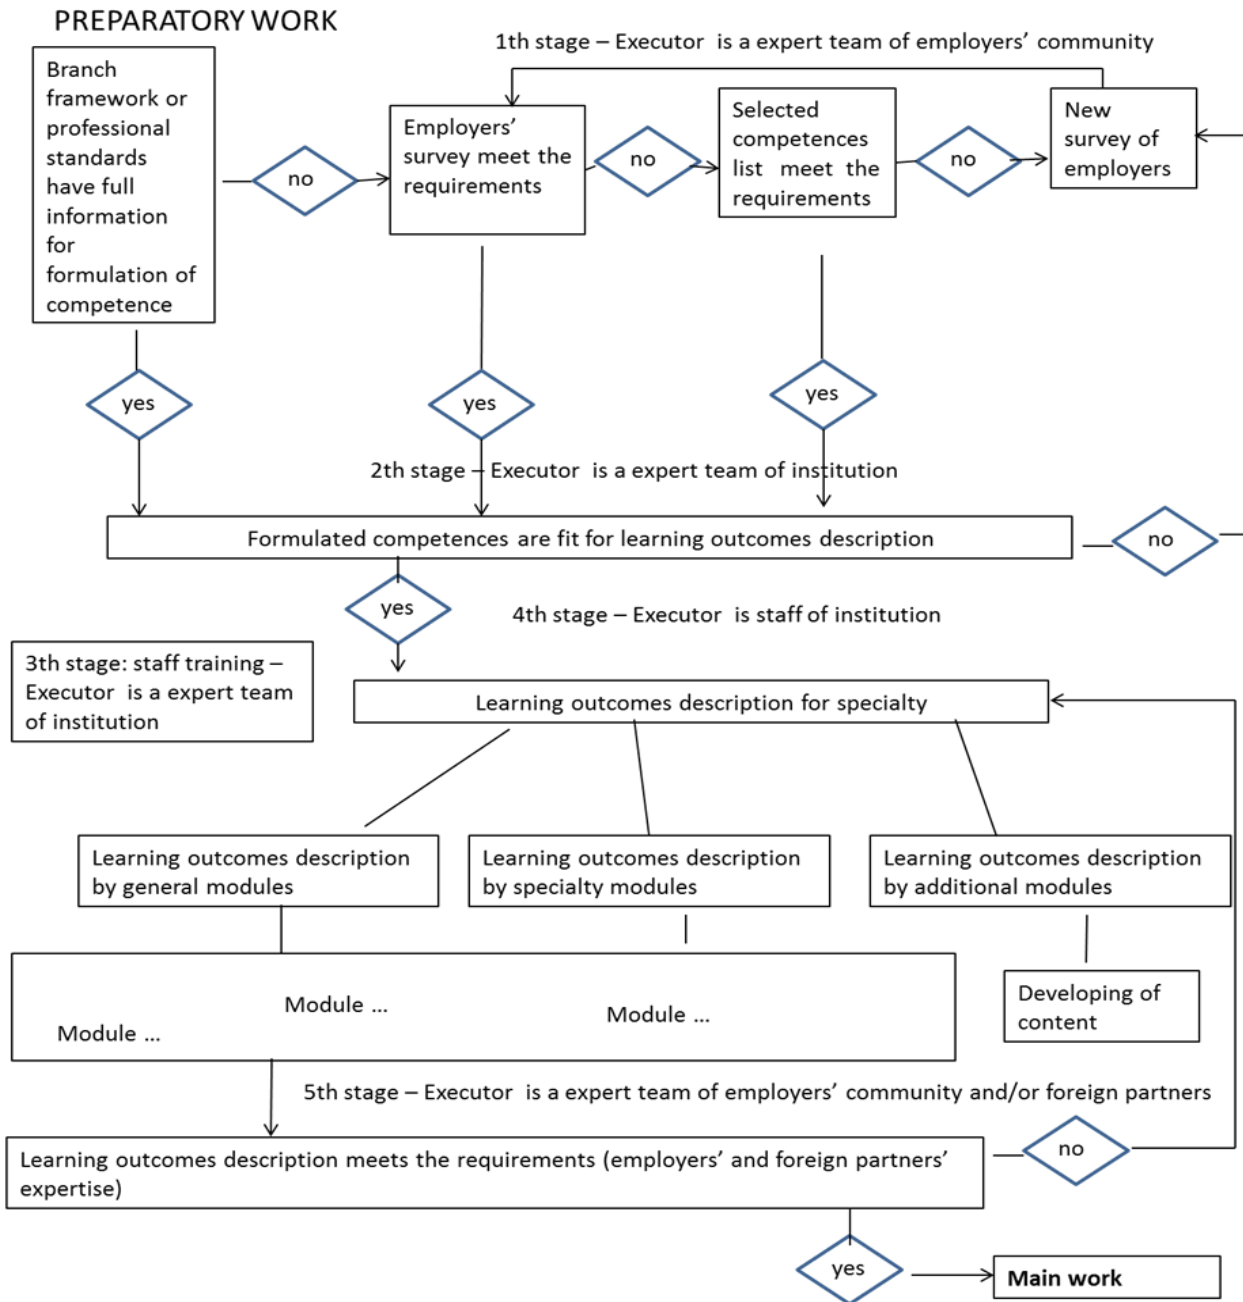 PREPARATORY WORK
1th stage – Executor  is a expert team of employers’ community
Branch
framework or
professional
standards
have full
information
for
formulation of
competence
no
Employers’
survey meet the
requirements
no
Selected
competences
list meet the
requirements
no
New
survey of
employers
yes
yes
yes
2th stage – Executor  is a expert team of institution
Formulated competences are fit for learning outcomes description
no
yes
4th stage – Executor  is staff of institution
3th stage: staff training –
Executor  is a expert team
of institution
Learning outcomes description for specialty
Learning outcomes description
by general modules
Learning outcomes description
by specialty modules
Learning outcomes description
by additional modules
Module ...
Module ...
Module ...
Developing of
content
5th stage – Executor  is a expert team of employers’ community and/or foreign partners
Learning outcomes description meets the requirements (employers’ and foreign partners’
expertise)
no
yes
Main work